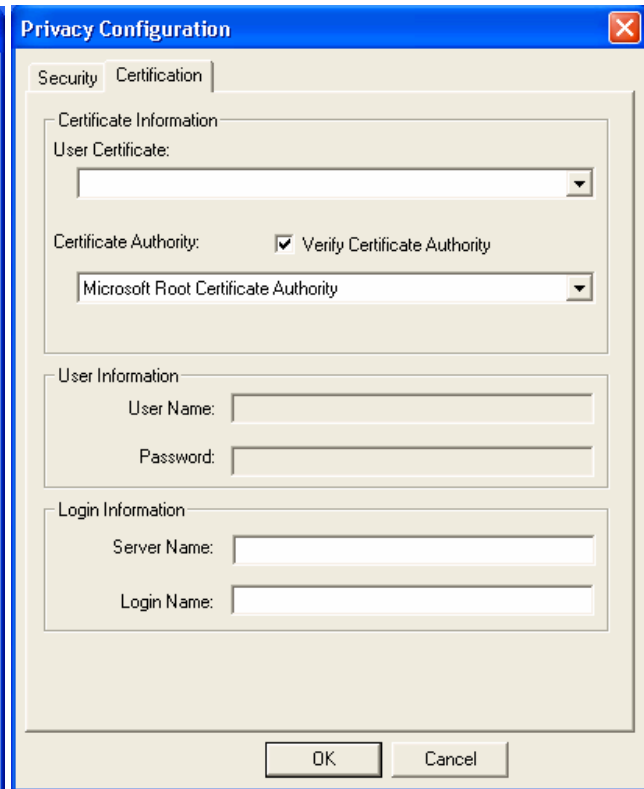 Privacy Configuration
Security Certification
Certificate Information
User Certificate:
Certificate Authority: Verify Certificate Authority
Microsoft Root Certificate Authority
User Information
User Name:
Password:
Login Information
Server Name:
Login Name:
OK Cancel